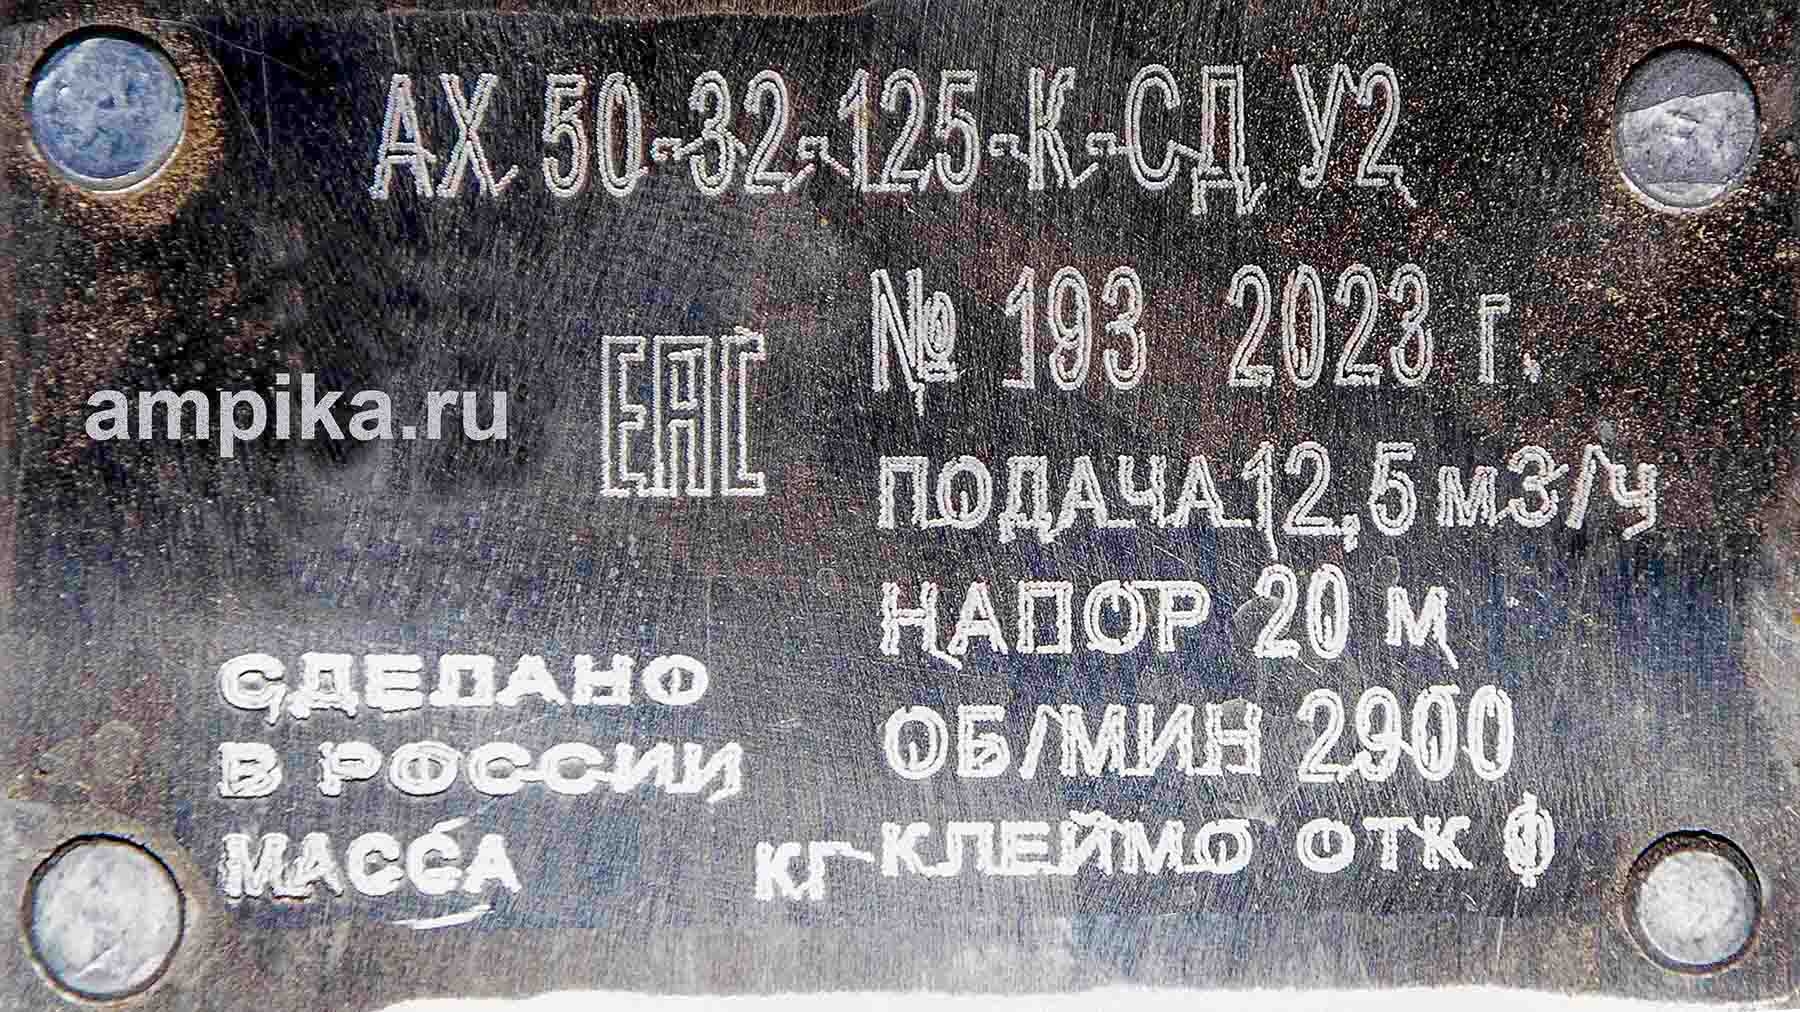 АХ 50-32-125-К-СД У2
№ 193 2023 г.
ampika.ru
ЕАС
ПОДАЧА 12,5 м3/ч
НАПОР 20 м
СДЕЛАНО
В РОССИИ
ОБ/МИН 2900
МАССА кг
КЛЕЙМО ОТК